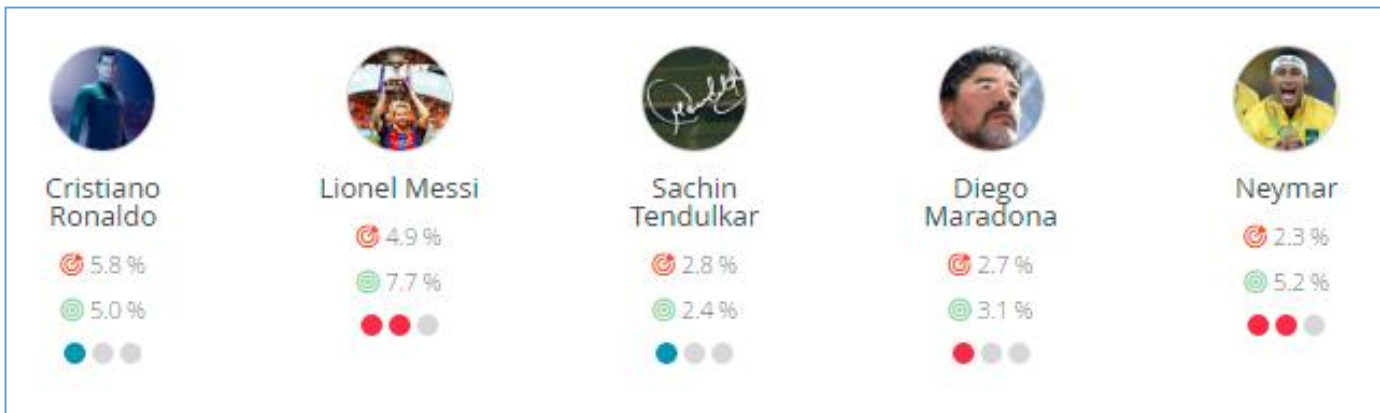 Cristiano
Ronaldo
5.8 %
5.0 %
Lionel Messi
4.9 %
7.7 %
Sachin
Tendulkar
2.8 %
2.4 %
Diego
Maradona
2.7 %
3.1 %
Neymar
2.3 %
5.2 %